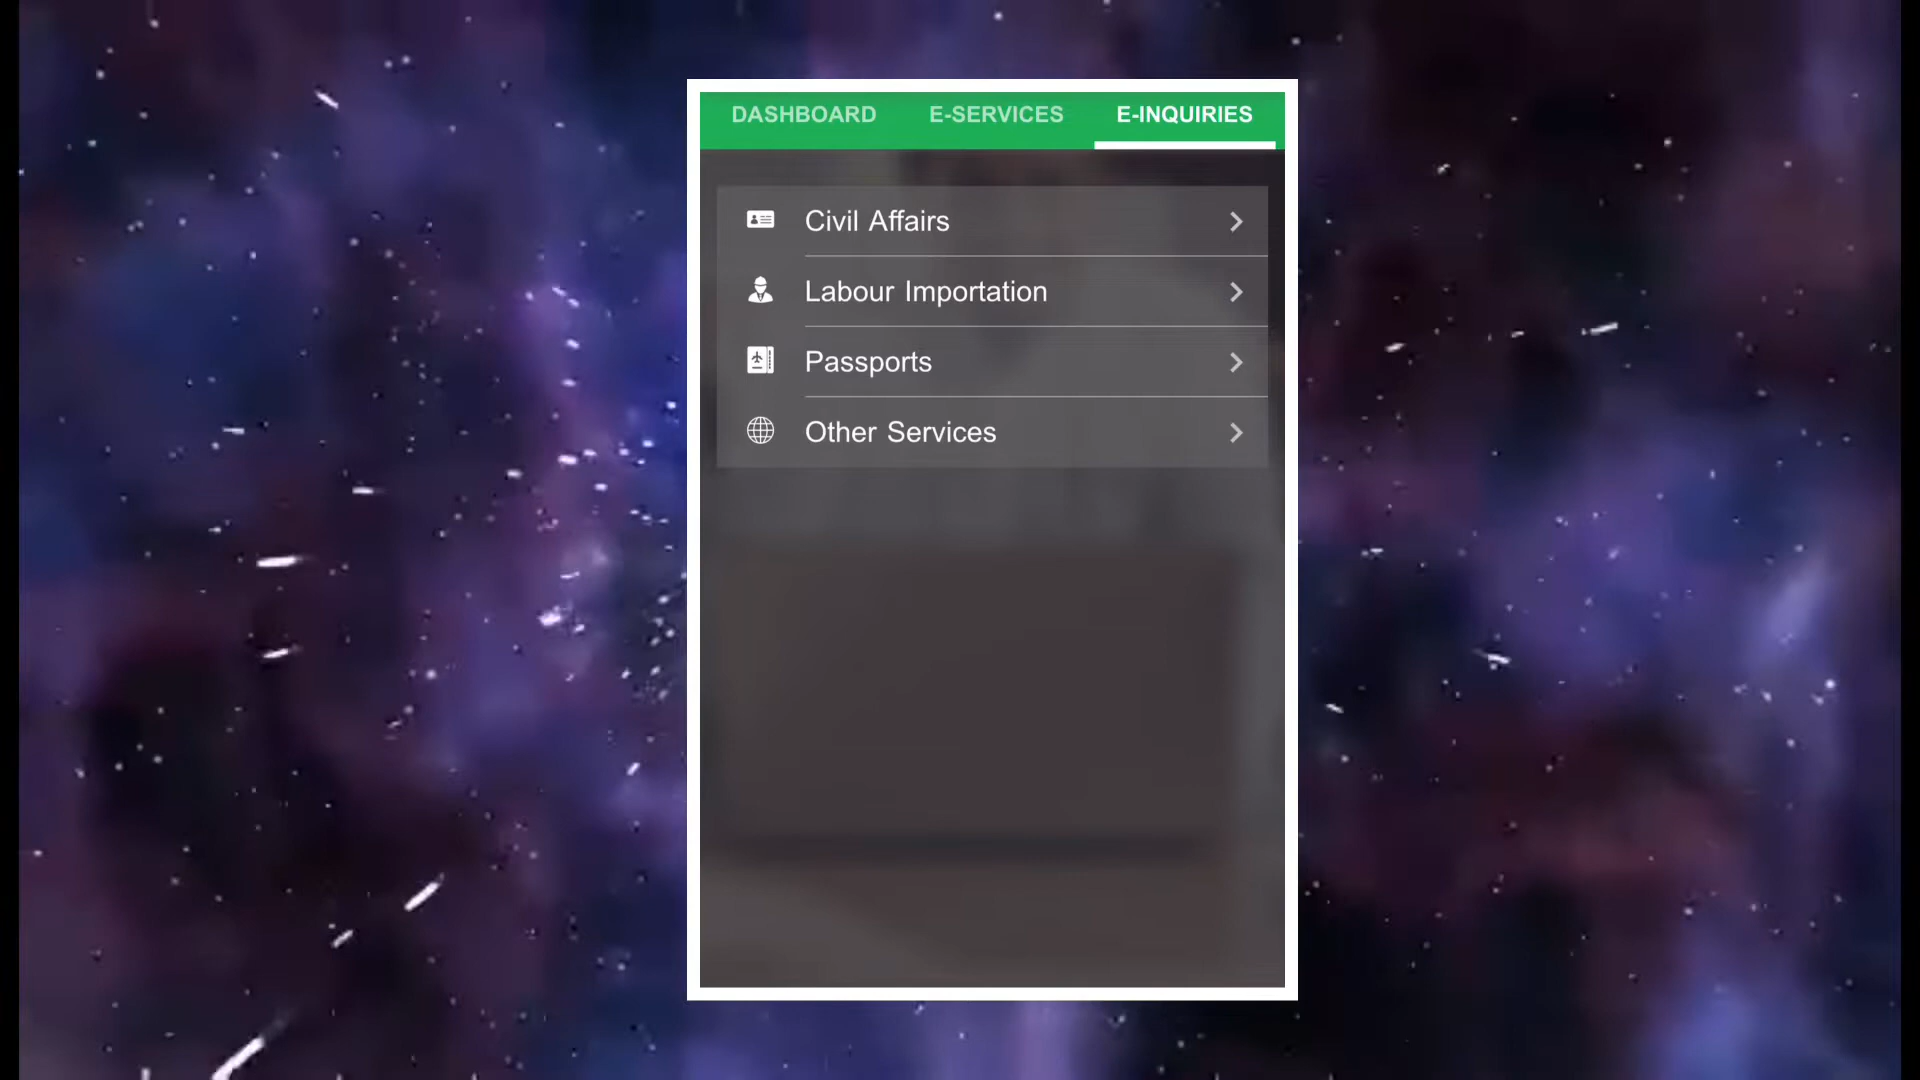 DASHBOARD E-SERVICES E-INQUIRIES
Civil Affairs
Labour Importation
Passports
Other Services